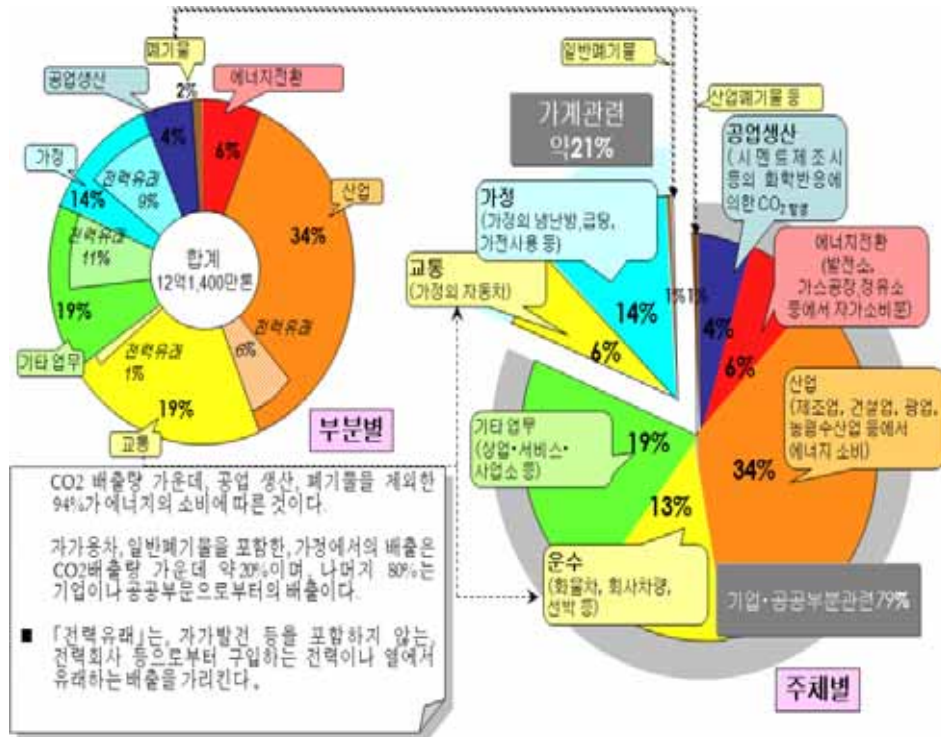 폐기물
공업생산
2%
에너지전환
4%
6%
가정
전력유래
9%
14%
산업
34%
전력유래
11%
합계
12억1,400만톤
19%
전력유래
6%
기타 업무
전력유래
1%
19%
교통
부분별
일반폐기물
산업폐기물 등
가계관련
약21%
공업생산
(시멘트제조시
등의 화학반응에
의한 CO2 발생
가정
(가정의 냉난방,급탕,
가전사용 등)
교통
(가정의 자동차)
에너지전환
(발전소,
가스공장,정유소
등에서 자가소비분)
1%
1%
14%
4%
6%
6%
산업
(제조업, 건설업, 광업,
농림수산업 등에서
에너지 소비)
기타업무
(상업·서비스·
사업소 등)
19%
34%
13%
운수
(화물차, 회사차량,
선박 등)
기업·공공부분관련79%
주체별
CO2 배출량 가운데, 공업 생산, 폐기물을 제외한
94%가 에너지의 소비에 따른 것이다.
자가용차, 일반폐기물을 포함한, 가정에서의 배출은
CO2배출량 가운데 약20%이며, 나머지 80%는
기업이나 공공부문으로부터의 배출이다.
■ 「전력유래」는, 자가발전 등을 포함하지 않는,
전력회사 등으로부터 구입하는 전력이나 열에서
유래하는 배출을 가리킨다。